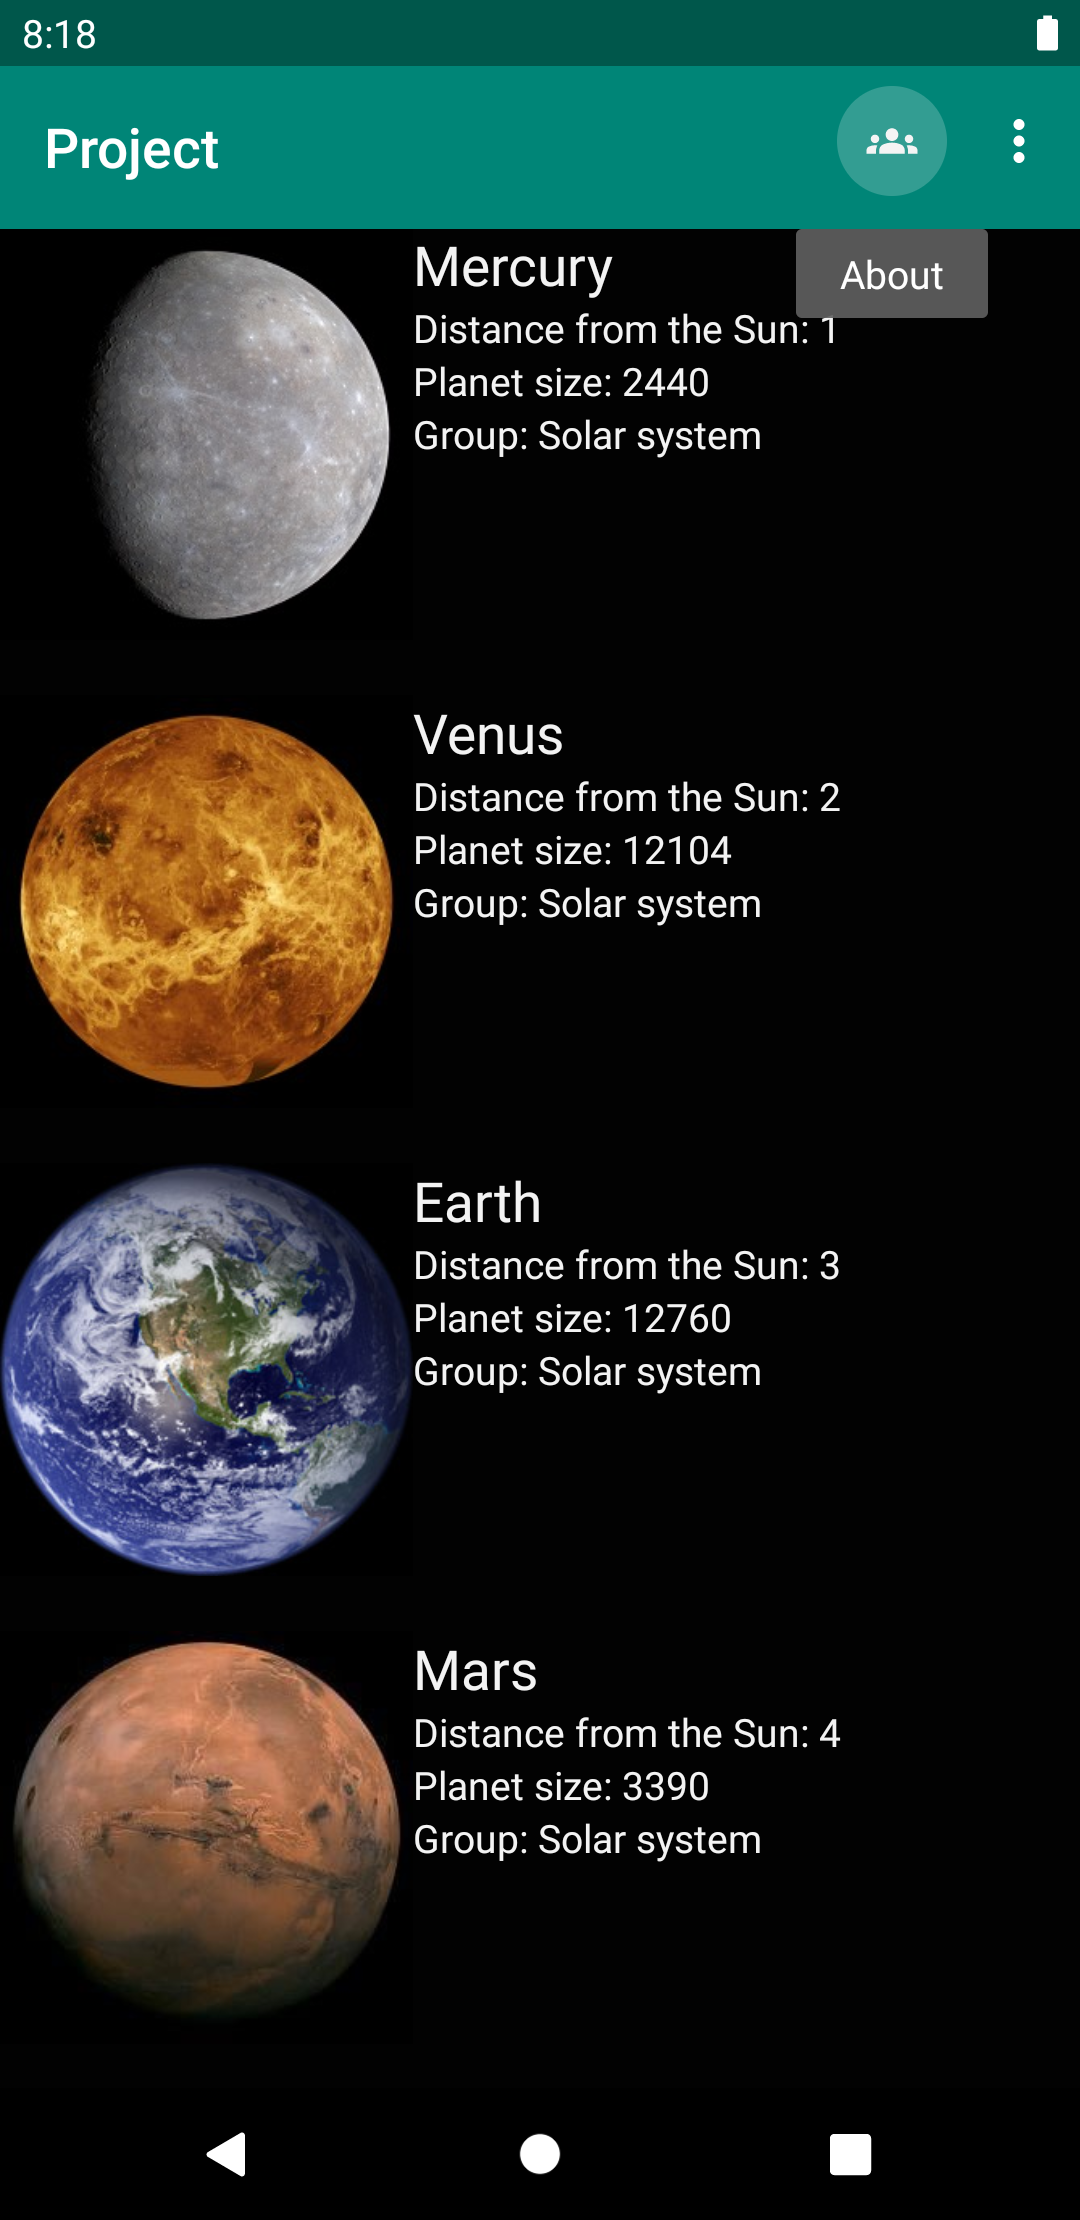 8:18
Project
About
Mercury
Distance from the Sun: 1
Planet size: 2440
Group: Solar system
Venus
Distance from the Sun: 2
Planet size: 12104
Group: Solar system
Earth
Distance from the Sun: 3
Planet size: 12760
Group: Solar system
Mars
Distance from the Sun: 4
Planet size: 3390
Group: Solar system